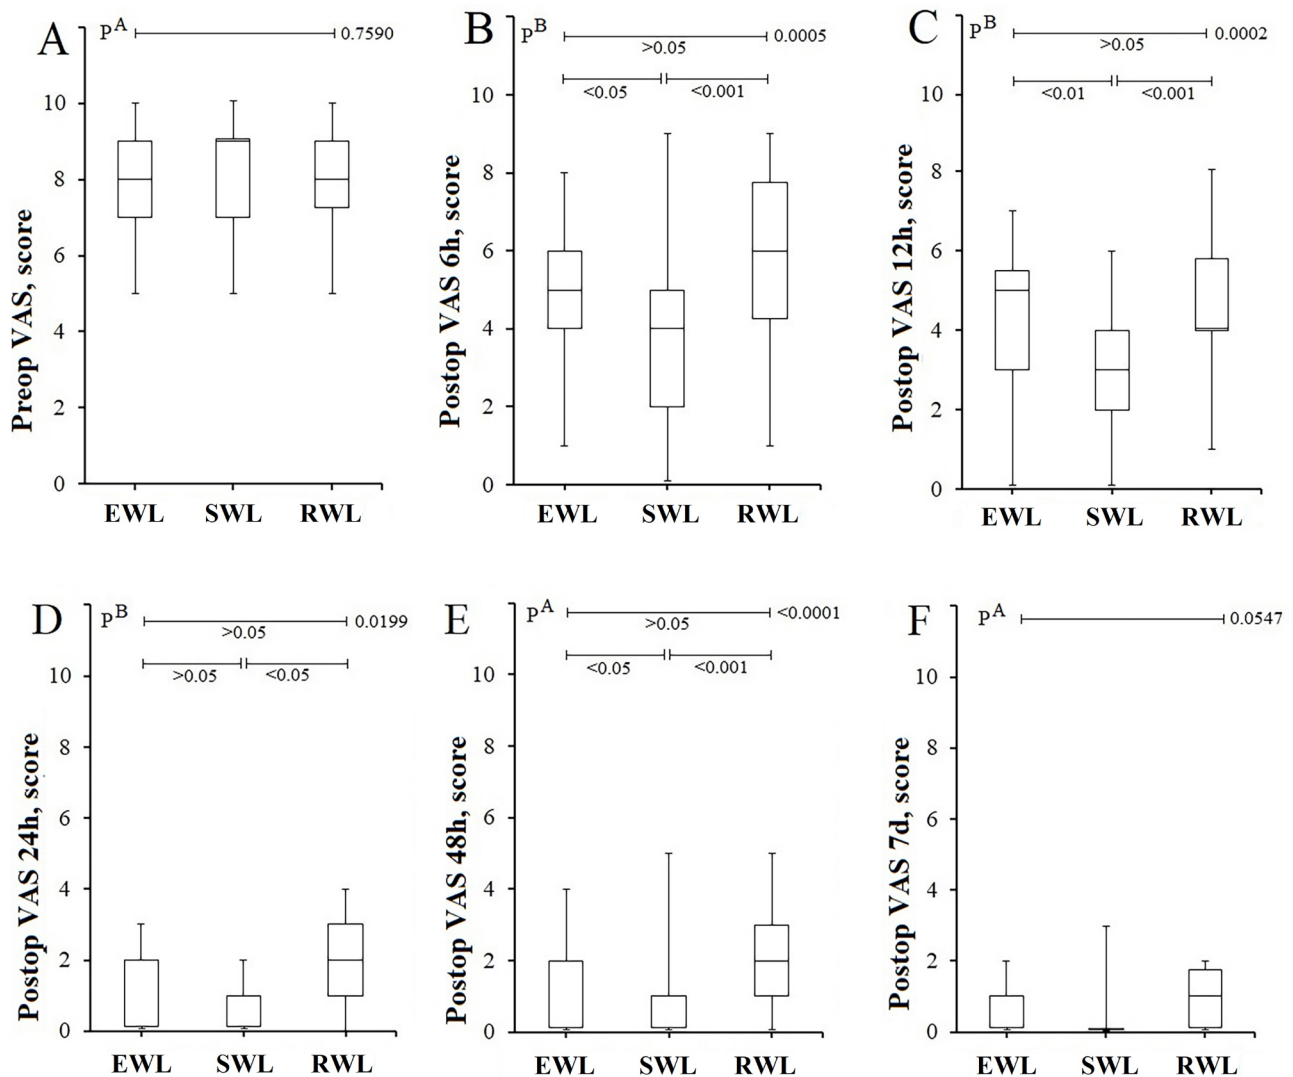 A
P^A
0.7590
10
8
6
4
2
0
Preop VAS, score
EWL SWL RWL
B
P^B
0.0005
>0.05
<0.05 <0.001
10
8
6
4
2
0
Postop VAS 6h, score
EWL SWL RWL
C
P^B
0.0002
>0.05
<0.01 <0.001
10
8
6
4
2
0
Postop VAS 12h, score
EWL SWL RWL
D
P^B
0.0199
>0.05
>0.05 <0.05
10
8
6
4
2
0
Postop VAS 24h, score
EWL SWL RWL
E
P^A
<0.0001
>0.05
<0.05 <0.001
10
8
6
4
2
0
Postop VAS 48h, score
EWL SWL RWL
F
P^A
0.0547
10
8
6
4
2
0
Postop VAS 7d, score
EWL SWL RWL